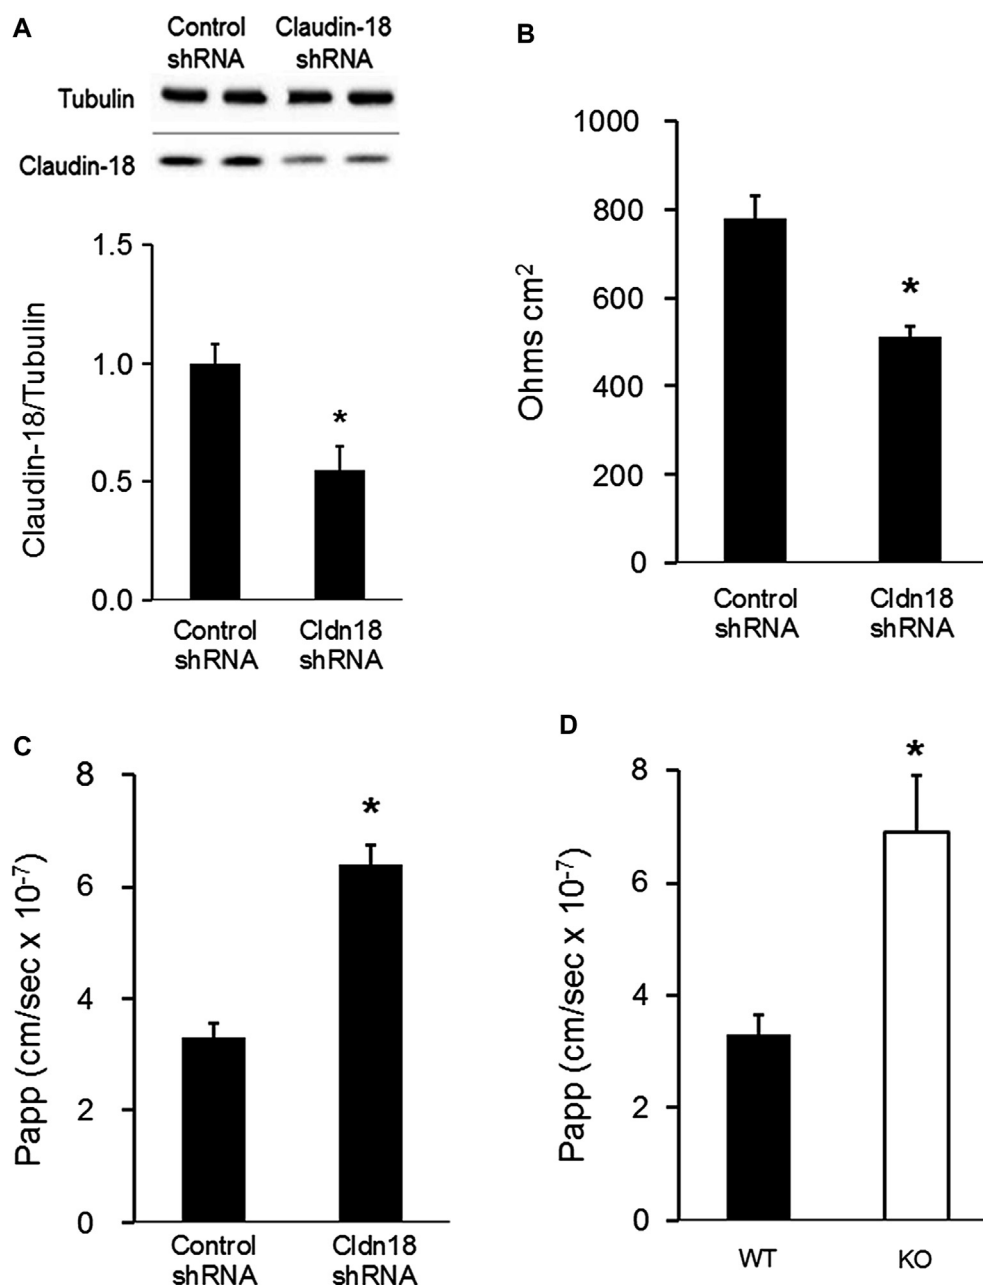 A
Control
shRNA
Claudin-18
shRNA
Tubulin
Claudin-18
1.5
1.0
0.5
0.0
Claudin-18/Tubulin
*
Control
shRNA
Cldn18
shRNA
B
1000
800
600
400
200
0
Ohms cm²
*
Control
shRNA
Cldn18
shRNA
C
8
6
4
2
0
Papp (cm/sec x 10⁻⁷)
*
Control
shRNA
Cldn18
shRNA
D
8
6
4
2
0
Papp (cm/sec x 10⁻⁷)
*
WT
KO